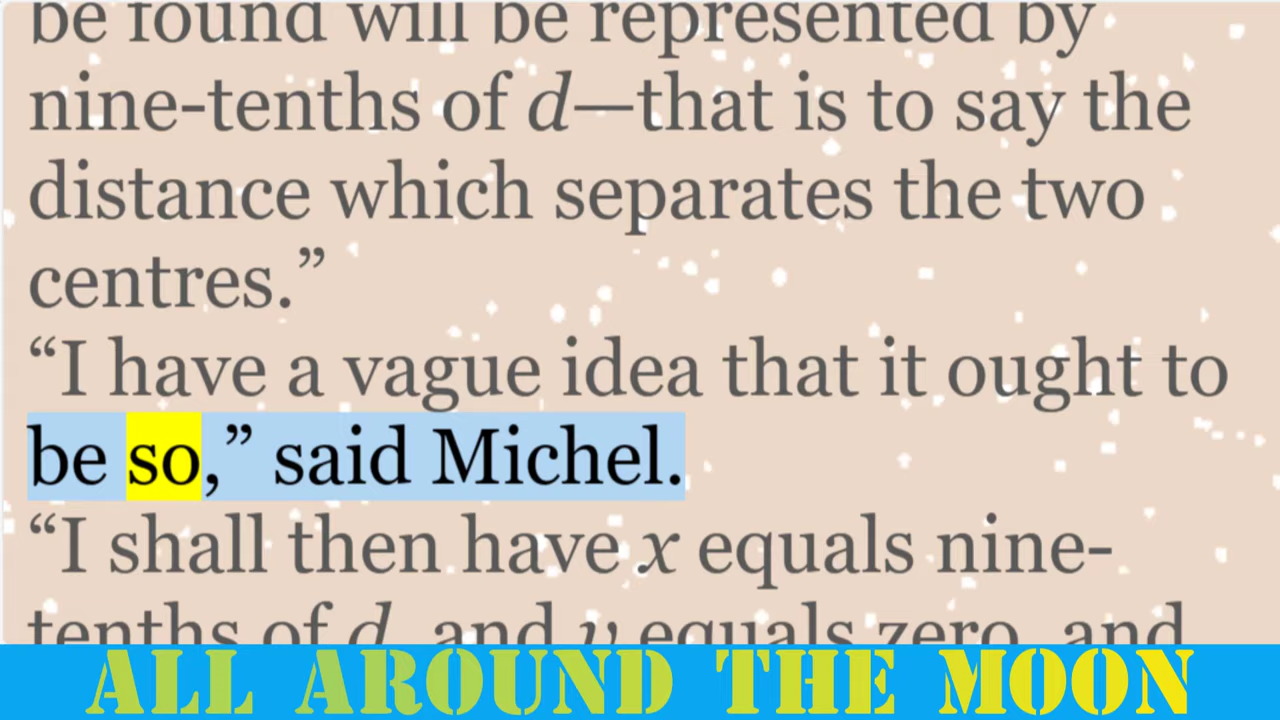 be found will be represented by
nine-tenths of d—that is to say the
distance which separates the two
centres.”
“I have a vague idea that it ought to
be so,” said Michel.
“I shall then have x equals nine-
tenths of d, and v equals zero, and
ALL AROUND THE MOON